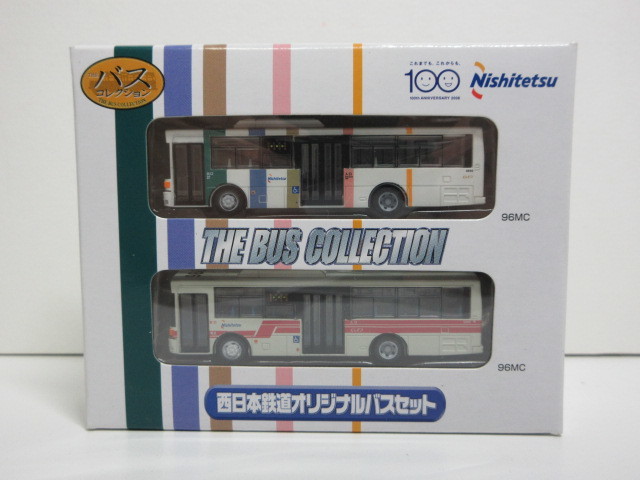 THE
バス
コレクション
THE BUS COLLECTION
これまでも、これからも。
100
100TH ANNIVERSARY 2008
Nishitetsu
Nishitetsu
96MC
THE BUS COLLECTION
96MC
西日本鉄道オリジナルバスセット